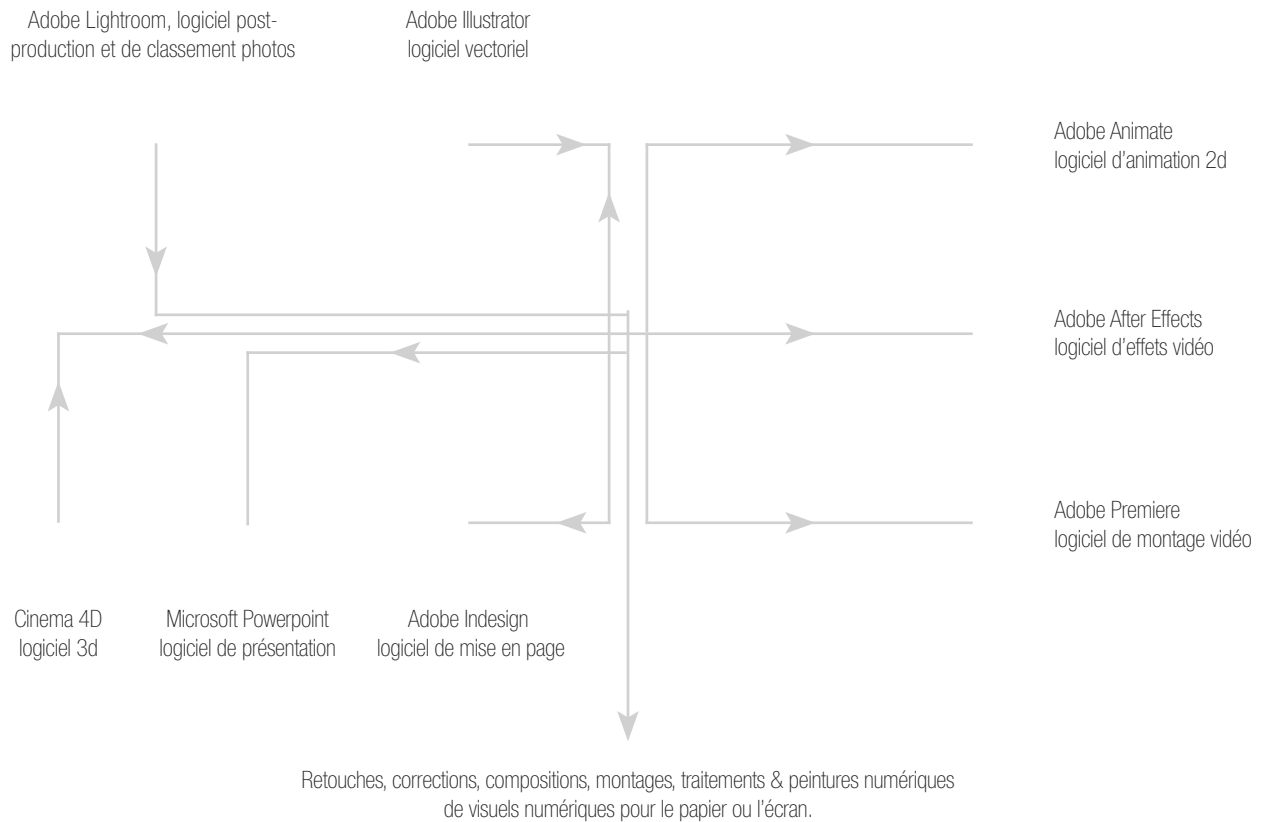 Adobe Lightroom, logiciel post-
production et de classement photos
Adobe Illustrator
logiciel vectoriel
Adobe Animate
logiciel d’animation 2d
Adobe After Effects
logiciel d’effets vidéo
Adobe Premiere
logiciel de montage vidéo
Cinema 4D
logiciel 3d
Microsoft Powerpoint
logiciel de présentation
Adobe Indesign
logiciel de mise en page
Retouches, corrections, compositions, montages, traitements & peintures numériques
de visuels numériques pour le papier ou l’écran.